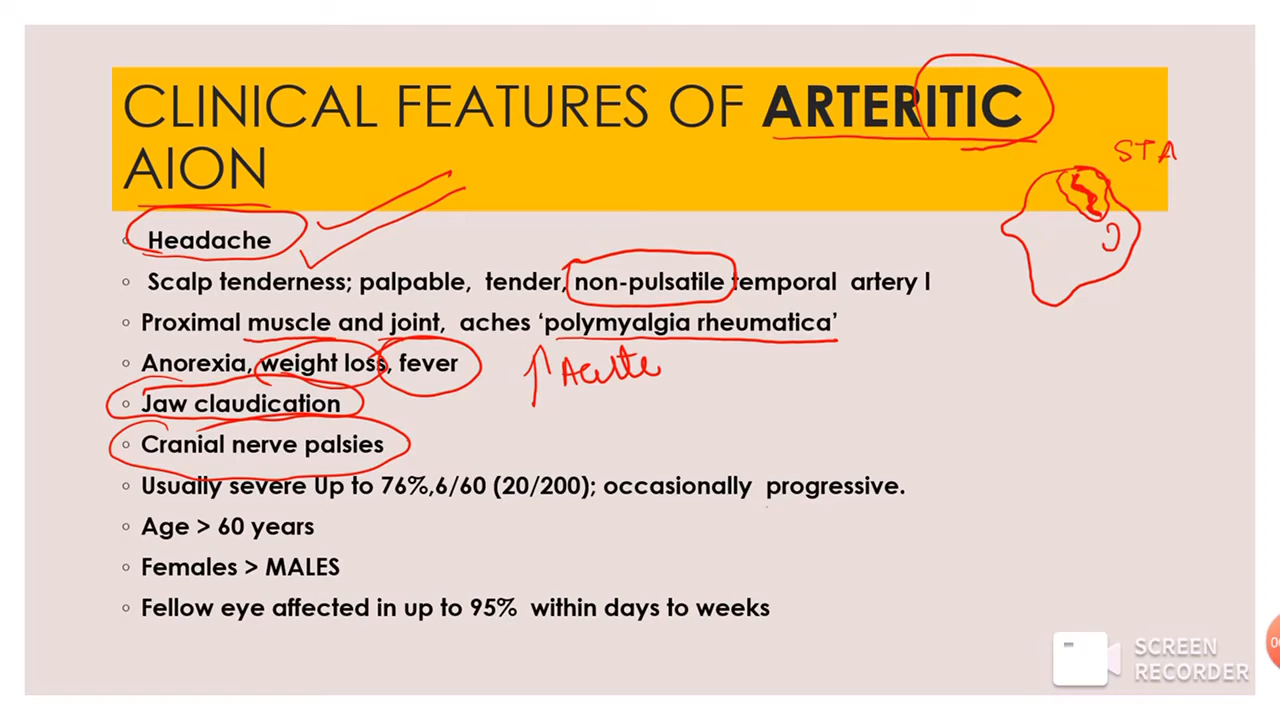 CLINICAL FEATURES OF ARTERITIC
AION
STA
Headache
Scalp tenderness; palpable, tender, non-pulsatile temporal artery l
Proximal muscle and joint, aches ‘polymyalgia rheumatica’
Anorexia, weight loss, fever
↑ Acute
Jaw claudication
Cranial nerve palsies
Usually severe Up to 76%,6/60 (20/200); occasionally progressive.
Age > 60 years
Females > MALES
Fellow eye affected in up to 95% within days to weeks
SCREEN
RECORDER